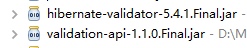 hibernate-validator-5.4.1.Final.jar
validation-api-1.1.0.Final.jar - D:\M